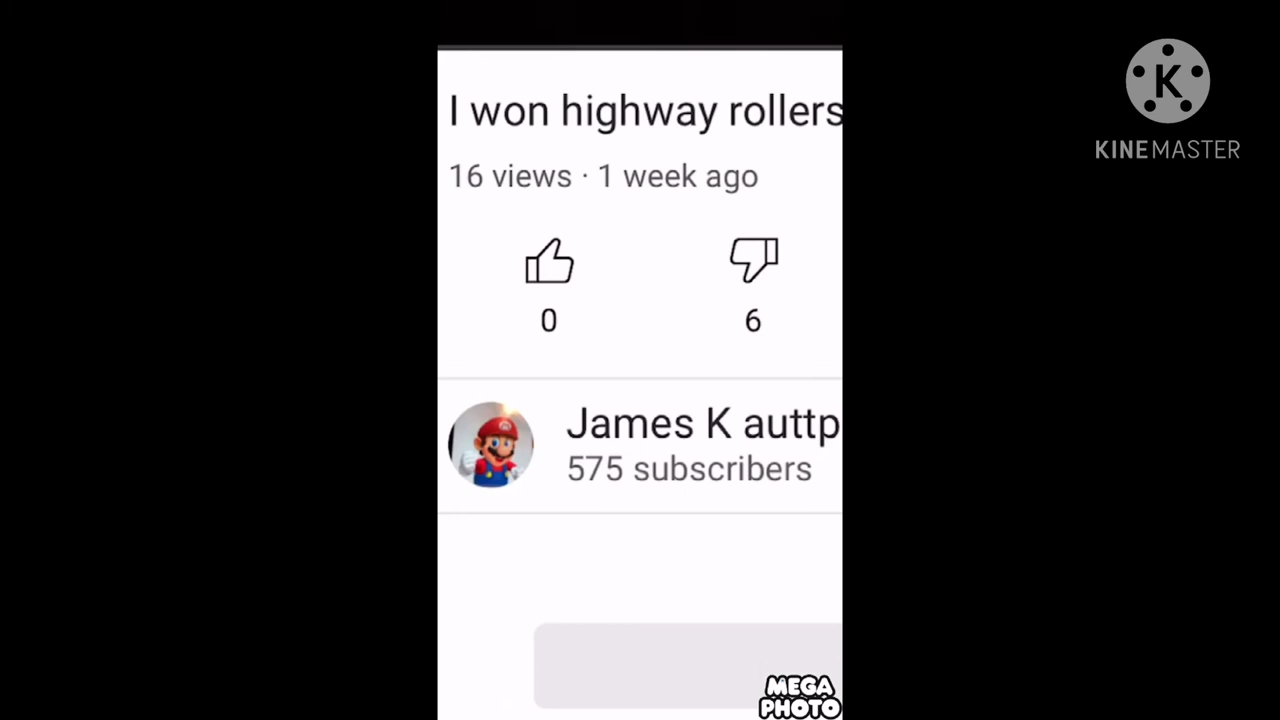 I won highway rollers
16 views · 1 week ago
0
6
James K auttp
575 subscribers
K
KINEMASTER
MEGA
PHOTO